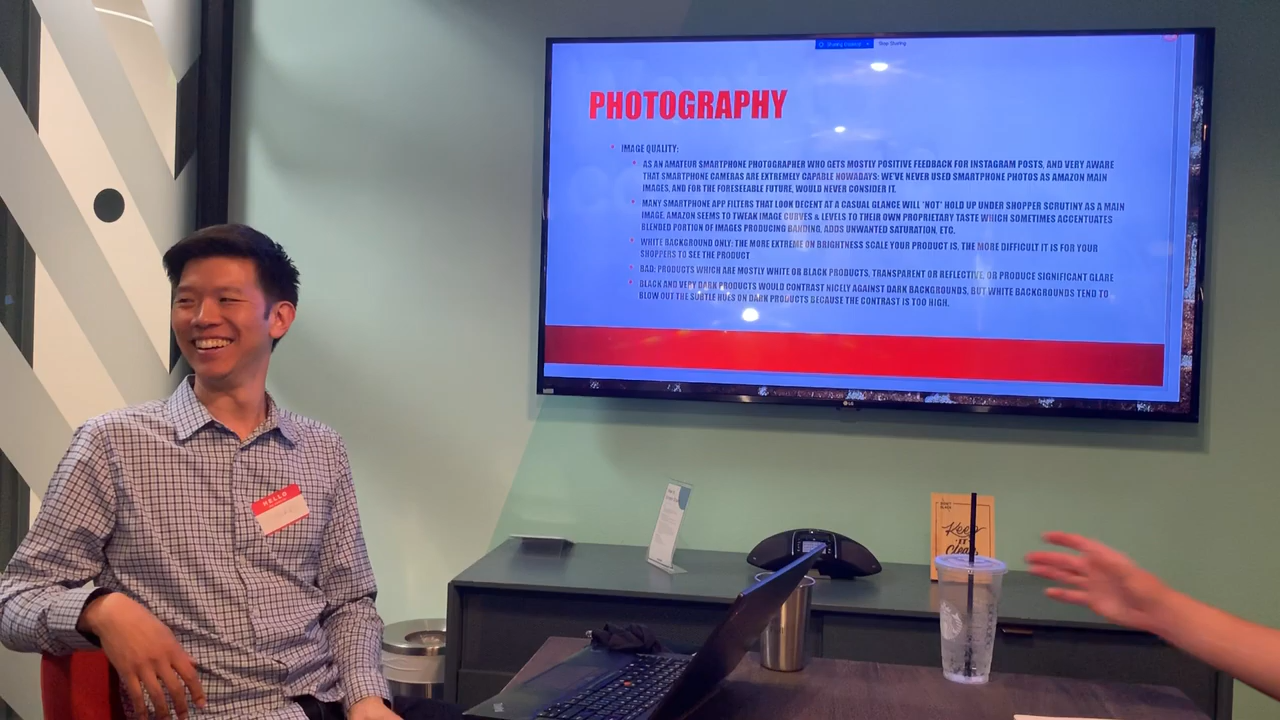 Stop Sharing
PHOTOGRAPHY
IMAGE QUALITY:
AS AN AMATEUR SMARTPHONE PHOTOGRAPHER WHO GETS MOSTLY POSITIVE FEEDBACK FOR INSTAGRAM POSTS, AND VERY AWARE
THAT SMARTPHONE CAMERAS ARE EXTREMELY CAPABLE NOWADAYS: WE'VE NEVER USED SMARTPHONE PHOTOS AS AMAZON MAIN
IMAGES, AND FOR THE FORESEEABLE FUTURE, WOULD NEVER CONSIDER IT.
MANY SMARTPHONE APP FILTERS THAT LOOK DECENT AT A CASUAL GLANCE WILL 'NOT' HOLD UP UNDER SHOPPER SCRUTINY AS A MAIN
IMAGE, AMAZON SEEMS TO TWEAK IMAGE CURVES & LEVELS TO THEIR OWN PROPRIETARY TASTE WHICH SOMETIMES ACCENTUATES
BLENDED PORTION OF IMAGES PRODUCING BANDING, ADDS UNWANTED SATURATION, ETC.
WHITE BACKGROUND ONLY: THE MORE EXTREME ON BRIGHTNESS SCALE YOUR PRODUCT IS, THE MORE DIFFICULT IT IS FOR YOUR
SHOPPERS TO SEE THE PRODUCT
BAD: PRODUCTS WHICH ARE MOSTLY WHITE OR BLACK PRODUCTS, TRANSPARENT OR REFLECTIVE, OR PRODUCE SIGNIFICANT GLARE
BLACK AND VERY DARK PRODUCTS WOULD CONTRAST NICELY AGAINST DARK BACKGROUNDS, BUT WHITE BACKGROUNDS TEND TO
BLOW OUT THE SUBTLE HUES ON DARK PRODUCTS BECAUSE THE CONTRAST IS TOO HIGH.
LG
HELLO
Keep
IT
Clean